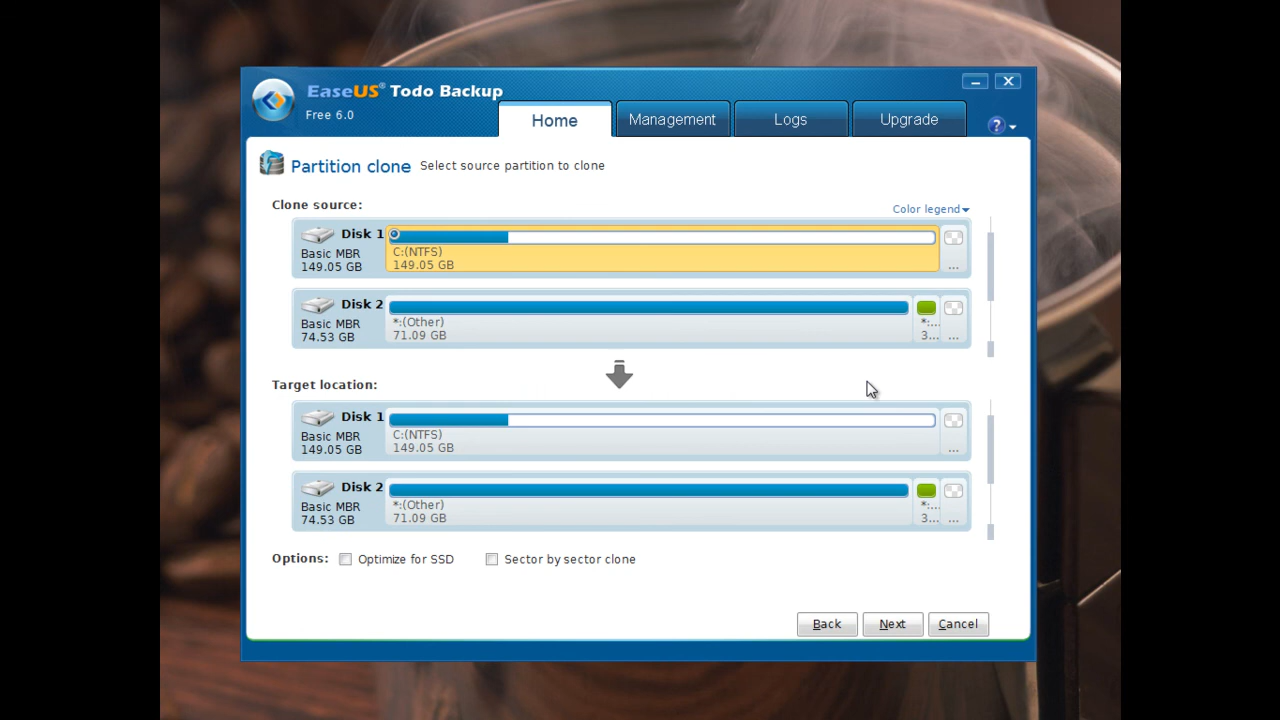 EaseUS® Todo Backup
Free 6.0
Home
Management
Logs
Upgrade
?
Partition clone Select source partition to clone
Clone source:
Color legend
Disk 1
Basic MBR
149.05 GB
C:(NTFS)
149.05 GB
...
Disk 2
Basic MBR
74.53 GB
*:(Other)
71.09 GB
*:...
3...
...
Target location:
Disk 1
Basic MBR
149.05 GB
C:(NTFS)
149.05 GB
...
Disk 2
Basic MBR
74.53 GB
*:(Other)
71.09 GB
*:...
3...
...
Options: Optimize for SSD Sector by sector clone
Back Next Cancel